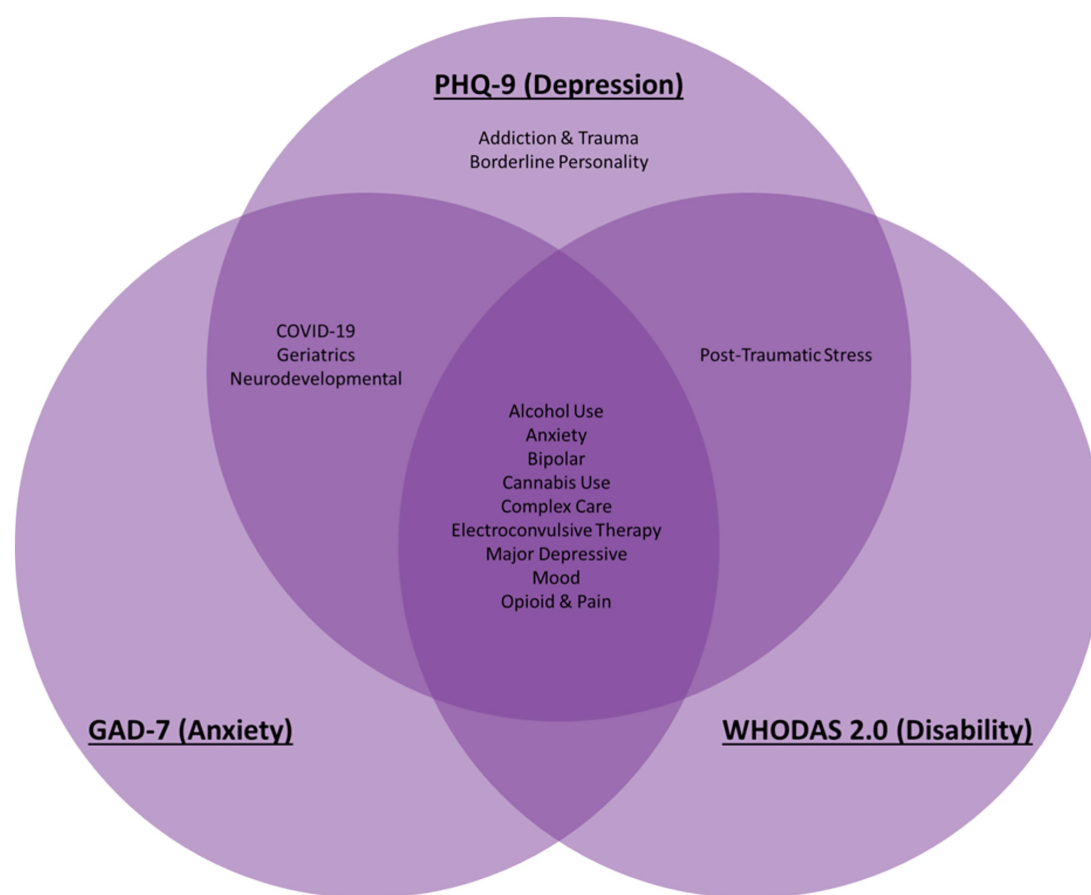 PHQ-9 (Depression)
Addiction & Trauma
Borderline Personality
COVID-19
Geriatrics
Neurodevelopmental
Post-Traumatic Stress
Alcohol Use
Anxiety
Bipolar
Cannabis Use
Complex Care
Electroconvulsive Therapy
Major Depressive
Mood
Opioid & Pain
GAD-7 (Anxiety)
WHODAS 2.0 (Disability)